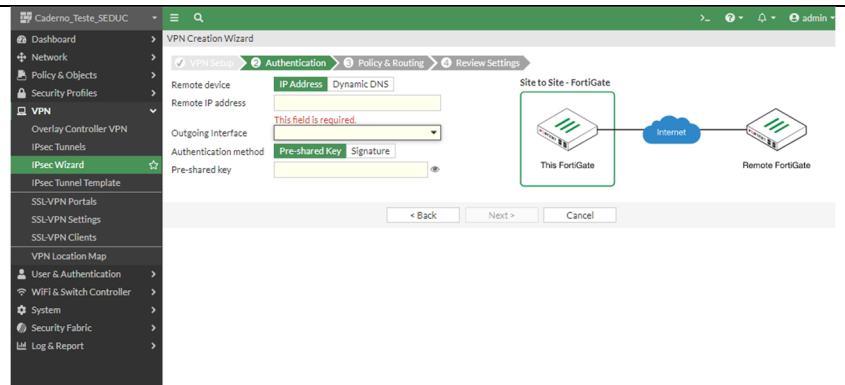 Caderno_Teste_SEDUC
>_
admin
Dashboard
VPN Creation Wizard
Network
Policy & Objects
Security Profiles
VPN
Overlay Controller VPN
IPsec Tunnels
IPsec Wizard
IPsec Tunnel Template
SSL-VPN Portals
SSL-VPN Settings
SSL-VPN Clients
VPN Location Map
User & Authentication
WiFi & Switch Controller
System
Security Fabric
Log & Report
VPN Setup 2 Authentication 3 Policy & Routing 4 Review Settings
Remote device IP Address Dynamic DNS
Remote IP address
This field is required.
Outgoing Interface
Authentication method Pre-shared Key Signature
Pre-shared key
Site to Site - FortiGate
Internet
This FortiGate
Remote FortiGate
< Back Next > Cancel